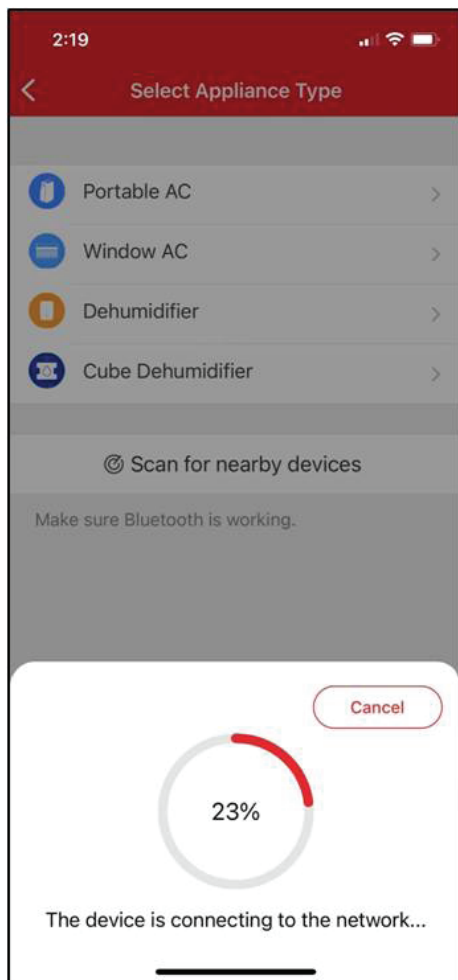 2:19
Select Appliance Type
Portable AC
Window AC
Dehumidifier
Cube Dehumidifier
Scan for nearby devices
Make sure Bluetooth is working.
Cancel
23%
The device is connecting to the network...